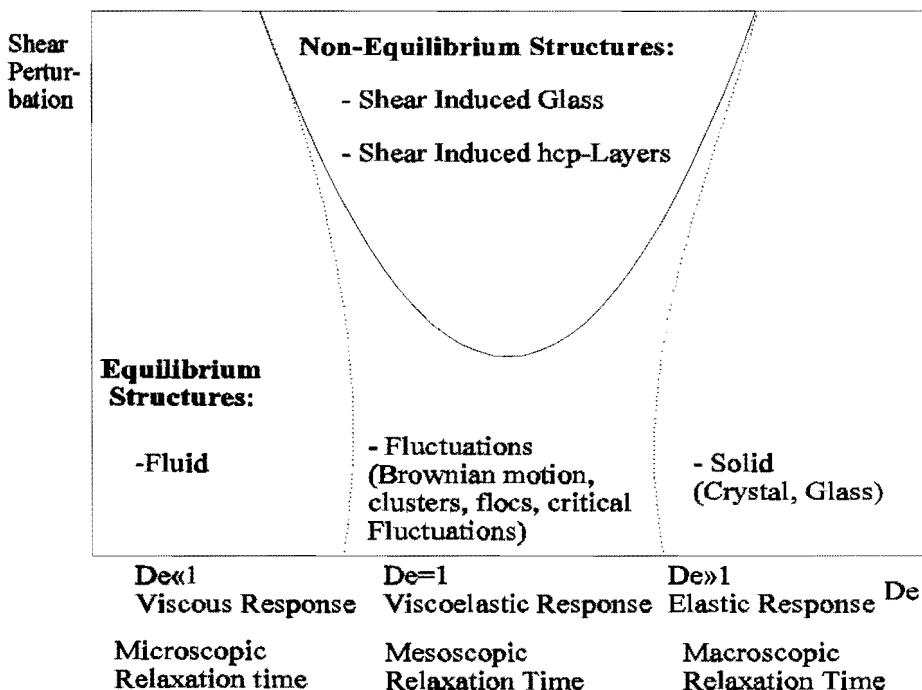 Shear
Pertur-
bation
Non-Equilibrium Structures:
- Shear Induced Glass
- Shear Induced hcp-Layers
Equilibrium
Structures:
-Fluid
- Fluctuations
(Brownian motion,
clusters, flocs, critical
Fluctuations)
- Solid
(Crystal, Glass)
De«1
Viscous Response
De=1
Viscoelastic Response
De»1
Elastic Response
De
Microscopic
Relaxation time
Mesoscopic
Relaxation Time
Macroscopic
Relaxation Time